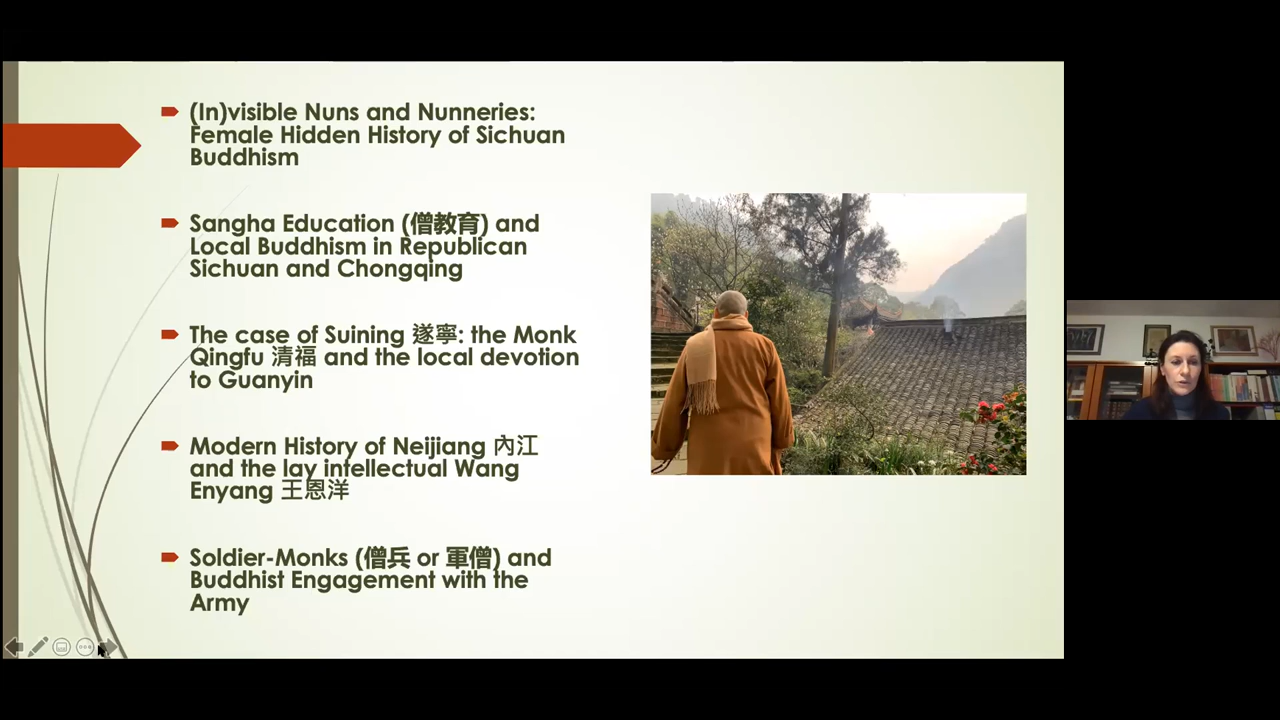 (In)visible Nuns and Nunneries:
Female Hidden History of Sichuan
Buddhism
Sangha Education (僧教育) and
Local Buddhism in Republican
Sichuan and Chongqing
The case of Suining 遂寧: the Monk
Qingfu 清福 and the local devotion
to Guanyin
Modern History of Neijiang 內江
and the lay intellectual Wang
Enyang 王恩洋
Soldier-Monks (僧兵 or 軍僧) and
Buddhist Engagement with the
Army